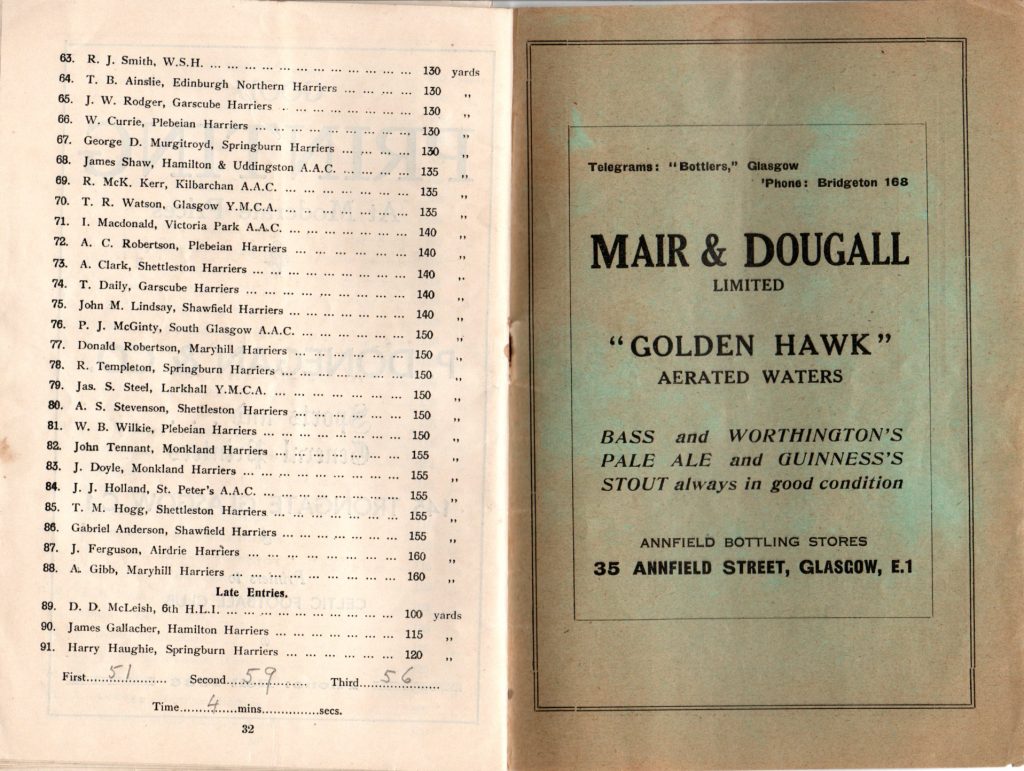 63. R. J. Smith, W.S.H. ... ... ... ... ... ... ... ... ... ... ... ... 130 yards
64. T. B. Ainslie, Edinburgh Northern Harriers ... ... ... ... ... 130 „
65. J. W. Rodger, Garscube Harriers . ... ... ... ... ... ... ... 130 „
66. W. Currie, Plebeian Harriers ... ... ... ... ... ... ... ... ... 130 „
67. George D. Murgitroyd, Springburn Harriers ... ... ... ... ... 130 „
68. James Shaw, Hamilton & Uddingston A.A.C. ... ... ... ... ... 135 „
69. R. McK. Kerr, Kilbarchan A.A.C. ... ... ... ... ... ... ... ... 135 „
70. T. R. Watson, Glasgow Y.M.C.A. ... ... ... ... ... ... ... ... 135 „
71. I. Macdonald, Victoria Park A.A.C. ... ... ... ... ... ... ... 140 „
72. A. C. Robertson, Plebeian Harriers ... ... ... ... ... ... ... 140 „
73. A. Clark, Shettleston Harriers ... ... ... ... ... ... ... ... ... 140 „
74. T. Daily, Garscube Harriers ... ... ... ... ... ... ... ... ... 140 „
75. John M. Lindsay, Shawfield Harriers ... ... ... ... ... ... ... 140 „
76. P. J. McGinty, South Glasgow A.A.C. ... ... ... ... ... ... ... 150 „
77. Donald Robertson, Maryhill Harriers ... ... ... ... ... ... ... 150 „
78. R. Templeton, Springburn Harriers ... ... ... ... ... ... ... 150 „
79. Jas. S. Steel, Larkhall Y.M.C.A. ... ... ... ... ... ... ... ... 150 „
80. A. S. Stevenson, Shettleston Harriers ... ... ... ... ... ... ... 150 „
81. W. B. Wilkie, Plebeian Harriers ... ... ... ... ... ... ... ... 150 „
82. John Tennant, Monkland Harriers ... ... ... ... ... ... ... ... 155 „
83. J. Doyle, Monkland Harriers ... ... ... ... ... ... ... ... ... 155 „
84. J. J. Holland, St. Peter's A.A.C. ... ... ... ... ... ... ... ... 155 „
85. T. M. Hogg, Shettleston Harriers ... ... ... ... ... ... ... ... 155 „
86. Gabriel Anderson, Shawfield Harriers ... ... ... ... ... ... ... 155 „
87. J. Ferguson, Airdrie Harriers ... ... ... ... ... ... ... ... ... 160 „
88. A. Gibb, Maryhill Harriers ... ... ... ... ... ... ... ... ... ... 160 „
Late Entries.
89. D. D. McLeish, 6th H.L.I. ... ... ... ... ... ... ... ... ... ... 100 yards
90. James Gallacher, Hamilton Harriers ... ... ... ... ... ... ... 115 „
91. Harry Haughie, Springburn Harriers ... ... ... ... ... ... ... 120 „
First.....51............ Second....59............ Third......56............
Time.........4......mins...............secs.
32
Telegrams: "Bottlers," Glasgow
'Phone: Bridgeton 168
MAIR & DOUGALL
LIMITED
"GOLDEN HAWK"
AERATED WATERS
BASS and WORTHINGTON'S
PALE ALE and GUINNESS'S
STOUT always in good condition
ANNFIELD BOTTLING STORES
35 ANNFIELD STREET, GLASGOW, E.1